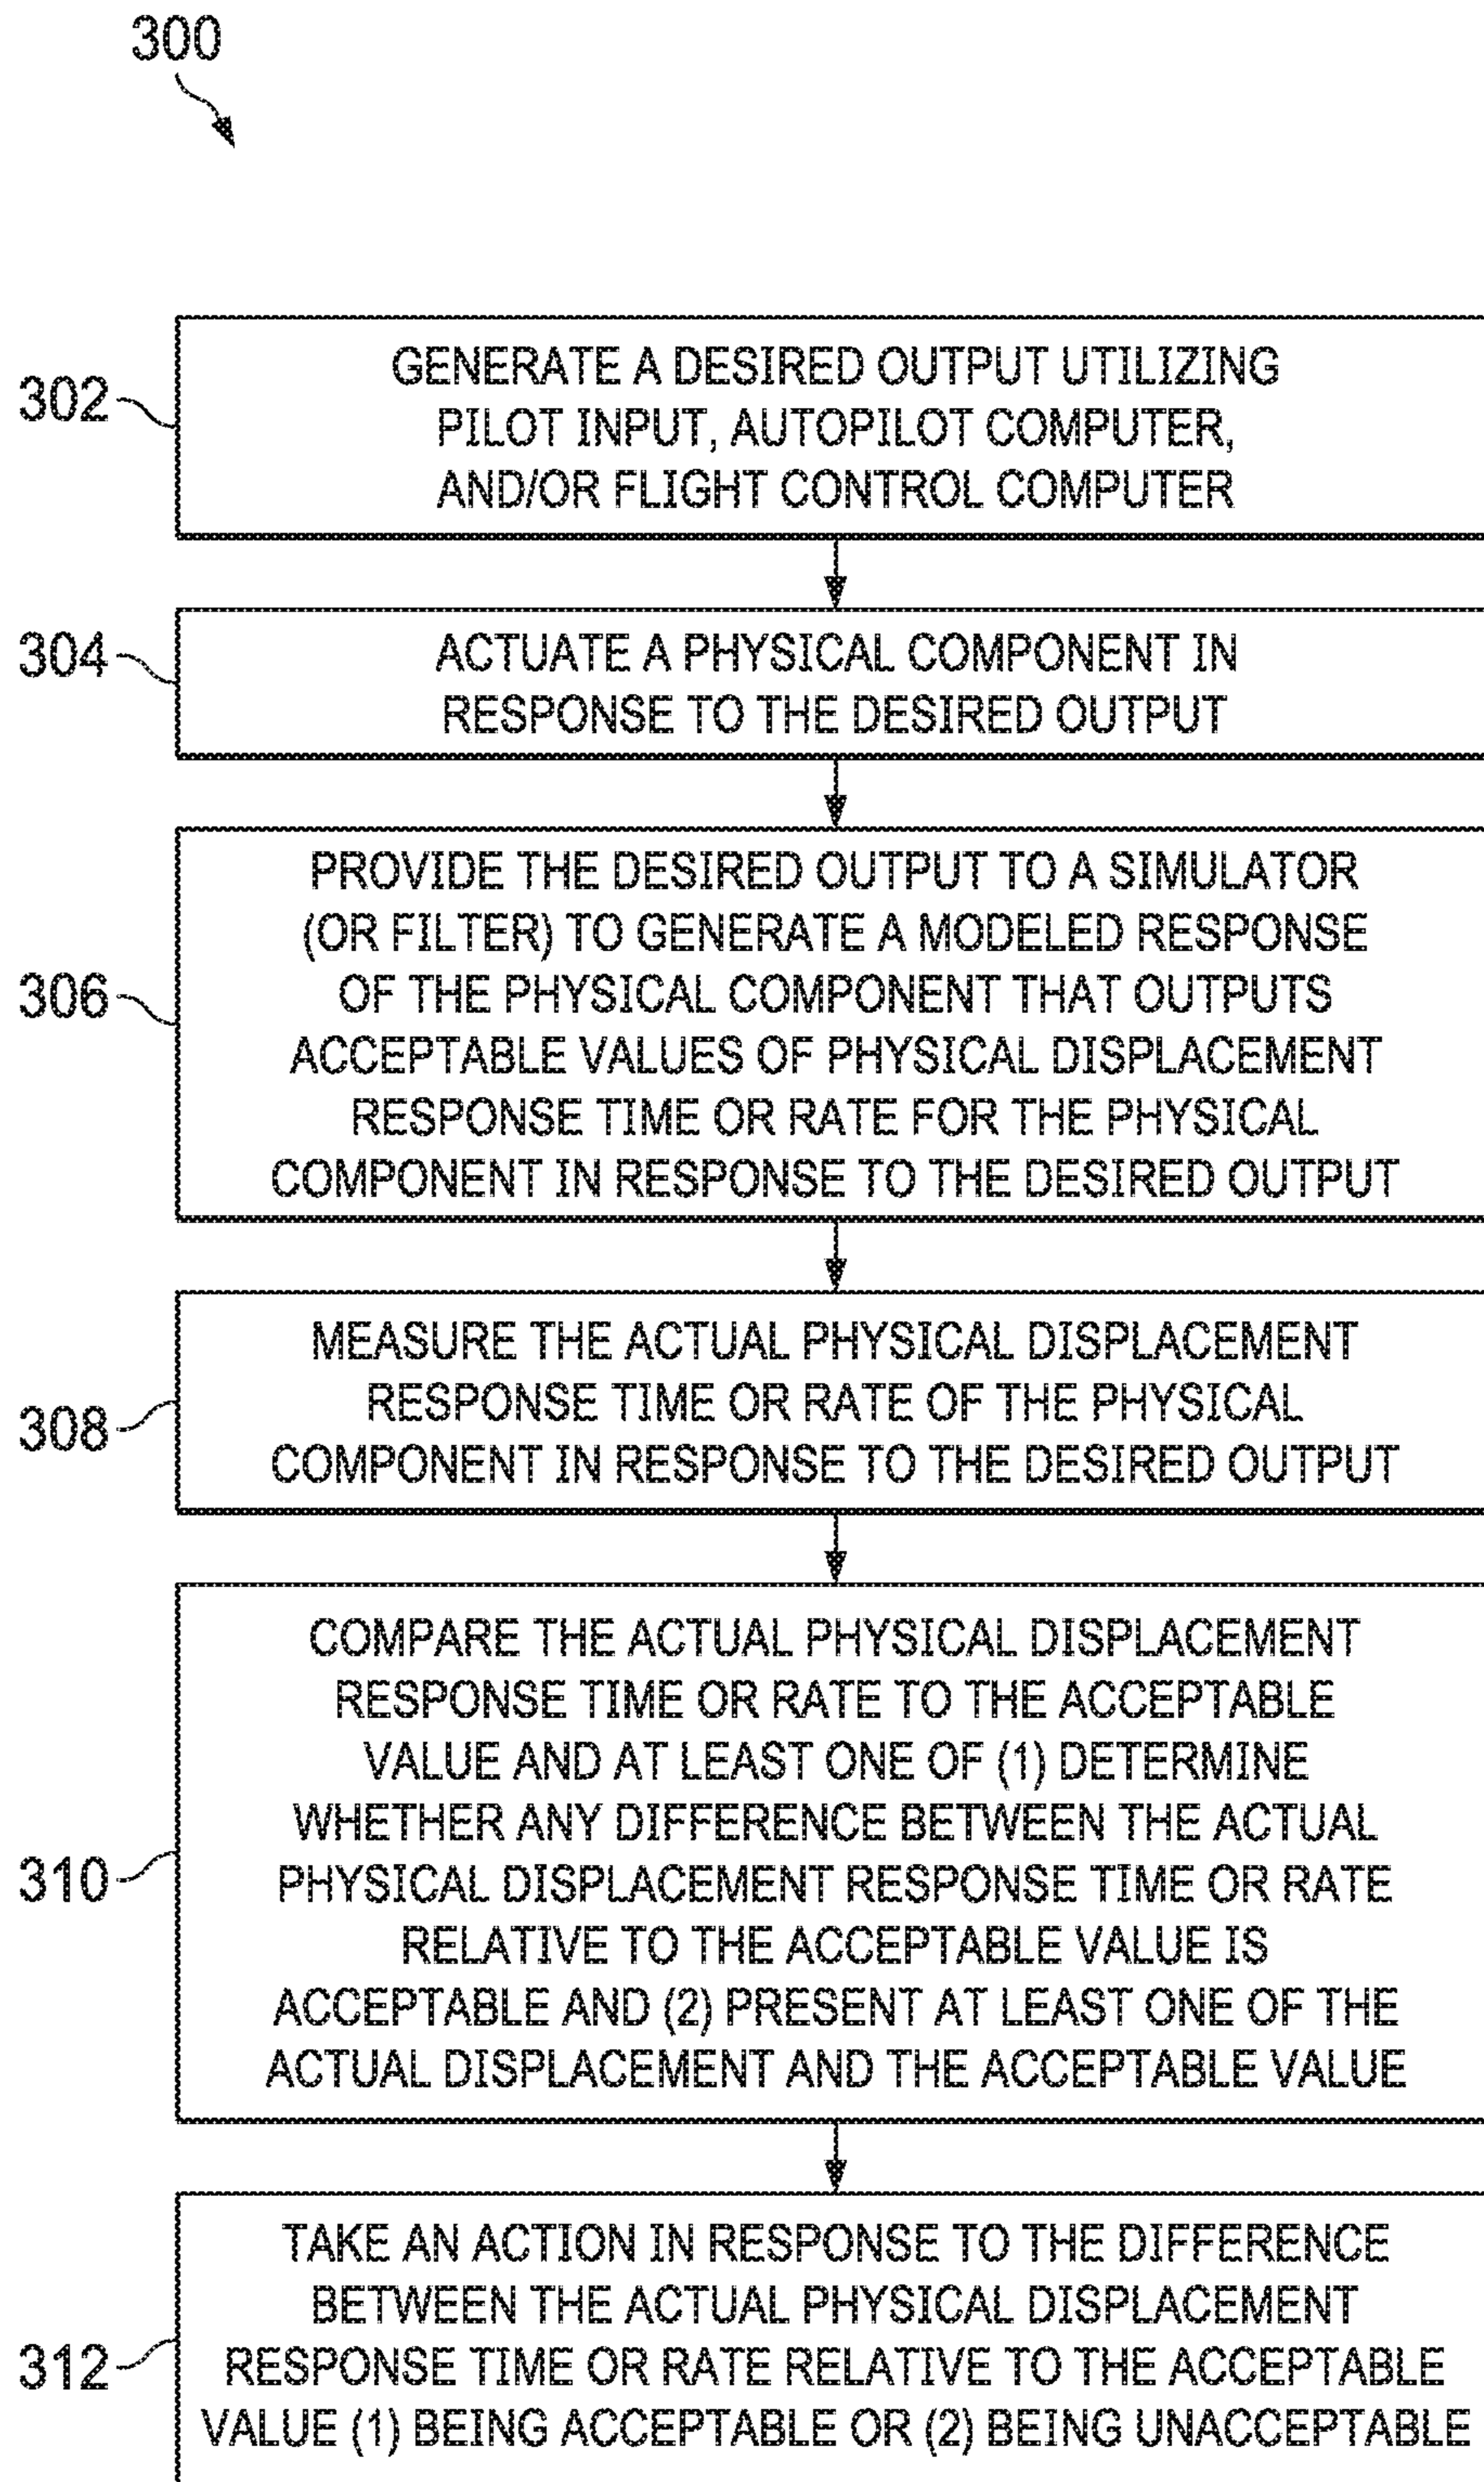 300
302
GENERATE A DESIRED OUTPUT UTILIZING
PILOT INPUT, AUTOPILOT COMPUTER,
AND/OR FLIGHT CONTROL COMPUTER
304
ACTUATE A PHYSICAL COMPONENT IN
RESPONSE TO THE DESIRED OUTPUT
306
PROVIDE THE DESIRED OUTPUT TO A SIMULATOR
(OR FILTER) TO GENERATE A MODELED RESPONSE
OF THE PHYSICAL COMPONENT THAT OUTPUTS
ACCEPTABLE VALUES OF PHYSICAL DISPLACEMENT
RESPONSE TIME OR RATE FOR THE PHYSICAL
COMPONENT IN RESPONSE TO THE DESIRED OUTPUT
308
MEASURE THE ACTUAL PHYSICAL DISPLACEMENT
RESPONSE TIME OR RATE OF THE PHYSICAL
COMPONENT IN RESPONSE TO THE DESIRED OUTPUT
310
COMPARE THE ACTUAL PHYSICAL DISPLACEMENT
RESPONSE TIME OR RATE TO THE ACCEPTABLE
VALUE AND AT LEAST ONE OF (1) DETERMINE
WHETHER ANY DIFFERENCE BETWEEN THE ACTUAL
PHYSICAL DISPLACEMENT RESPONSE TIME OR RATE
RELATIVE TO THE ACCEPTABLE VALUE IS
ACCEPTABLE AND (2) PRESENT AT LEAST ONE OF THE
ACTUAL DISPLACEMENT AND THE ACCEPTABLE VALUE
312
TAKE AN ACTION IN RESPONSE TO THE DIFFERENCE
BETWEEN THE ACTUAL PHYSICAL DISPLACEMENT
RESPONSE TIME OR RATE RELATIVE TO THE ACCEPTABLE
VALUE (1) BEING ACCEPTABLE OR (2) BEING UNACCEPTABLE